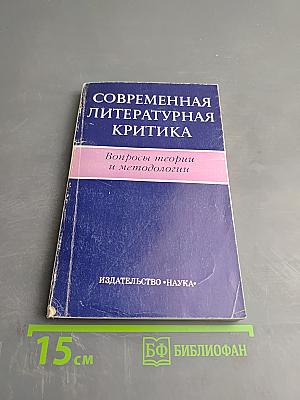 СОВРЕМЕННАЯ
ЛИТЕРАТУРНАЯ
КРИТИКА
Вопросы теории
и методологии
ИЗДАТЕЛЬСТВО «НАУКА»
15 см
БФ БИБЛИОФАН